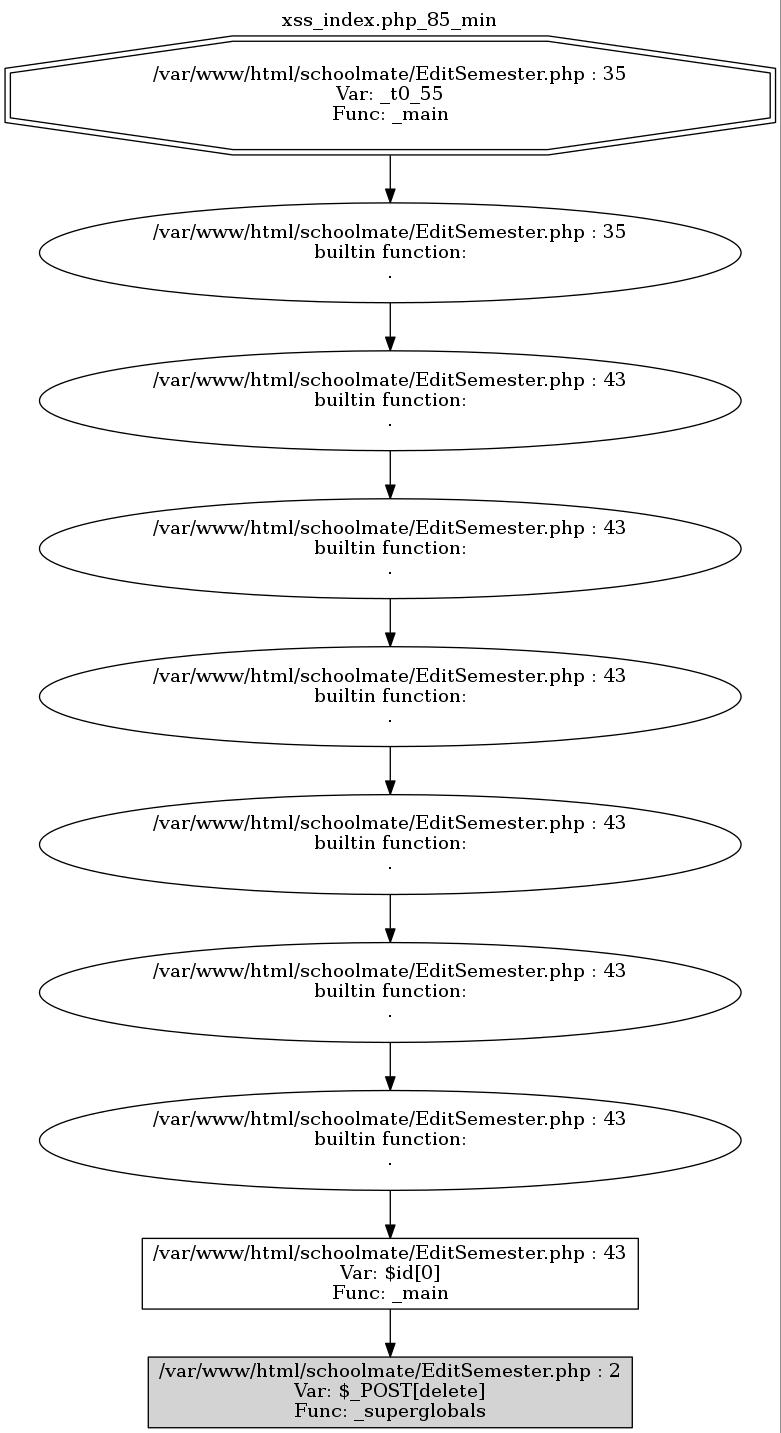 xss_index.php_85_min
/var/www/html/schoolmate/EditSemester.php : 35
Var: _t0_55
Func: _main
/var/www/html/schoolmate/EditSemester.php : 35
builtin function:
.
/var/www/html/schoolmate/EditSemester.php : 43
builtin function:
.
/var/www/html/schoolmate/EditSemester.php : 43
builtin function:
.
/var/www/html/schoolmate/EditSemester.php : 43
builtin function:
.
/var/www/html/schoolmate/EditSemester.php : 43
builtin function:
.
/var/www/html/schoolmate/EditSemester.php : 43
builtin function:
.
/var/www/html/schoolmate/EditSemester.php : 43
builtin function:
.
/var/www/html/schoolmate/EditSemester.php : 43
Var: $id[0]
Func: _main
/var/www/html/schoolmate/EditSemester.php : 2
Var: $_POST[delete]
Func: _superglobals